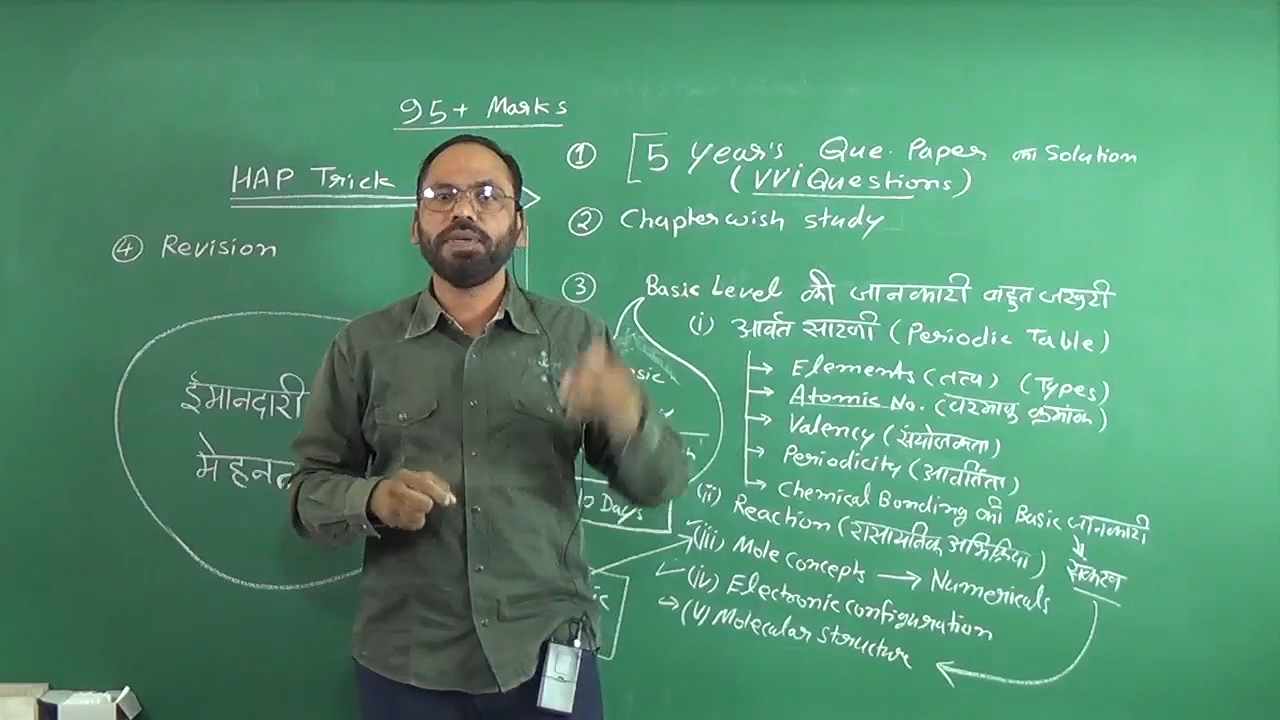 95+ Marks
HAP Trick
④ Revision
ईमानदारी
मेहनत
① [5 Year's Que. Paper का Solution
(VVi Questions)
② Chapterwish study
③ Basic Level की जानकारी बहुत जरुरी
(i) आर्वत सारणी (Periodic Table)
→ Elements (तत्व) (Types)
→ Atomic No. (परमाणु क्रमांक)
→ Valency (संयोजकता)
→ Periodicity (आवर्तिता)
→ Chemical Bonding की Basic जानकारी
संकरण
(ii) Reaction (रासायनिक अभिक्रिया)
(iii) Mole concepts → Numericals
(iv) Electronic configuration
(v) Molecular structure
Days